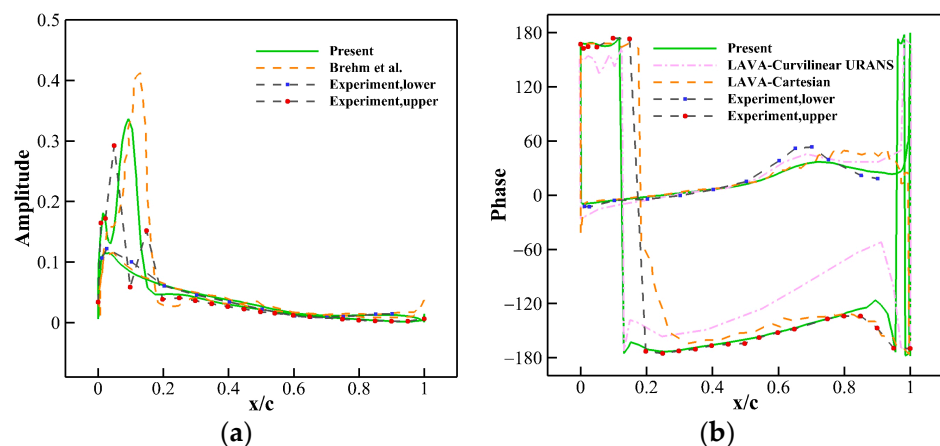 0.5
0.4
0.3
0.2
0.1
0
Amplitude
Present
Brehm et al.
Experiment,lower
Experiment,upper
0 0.2 0.4 0.6 0.8 1
x/c
(a)
180
120
60
0
−60
−120
−180
Phase
Present
LAVA-Curvilinear URANS
LAVA-Cartesian
Experiment,lower
Experiment,upper
0 0.2 0.4 0.6 0.8 1
x/c
(b)